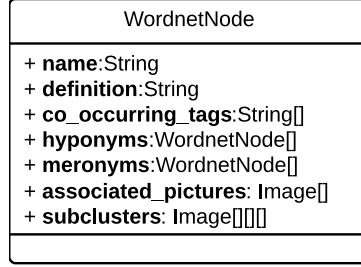 WordnetNode
+ name:String
+ definition:String
+ co_occurring_tags:String[]
+ hyponyms:WordnetNode[]
+ meronyms:WordnetNode[]
+ associated_pictures: Image[]
+ subclusters: Image[][][]